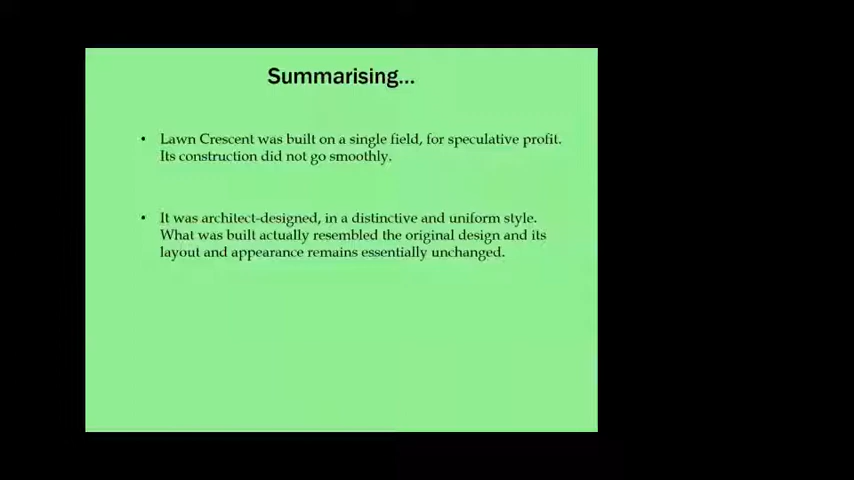 Summarising...
• Lawn Crescent was built on a single field, for speculative profit.
Its construction did not go smoothly.
• It was architect-designed, in a distinctive and uniform style.
What was built actually resembled the original design and its
layout and appearance remains essentially unchanged.